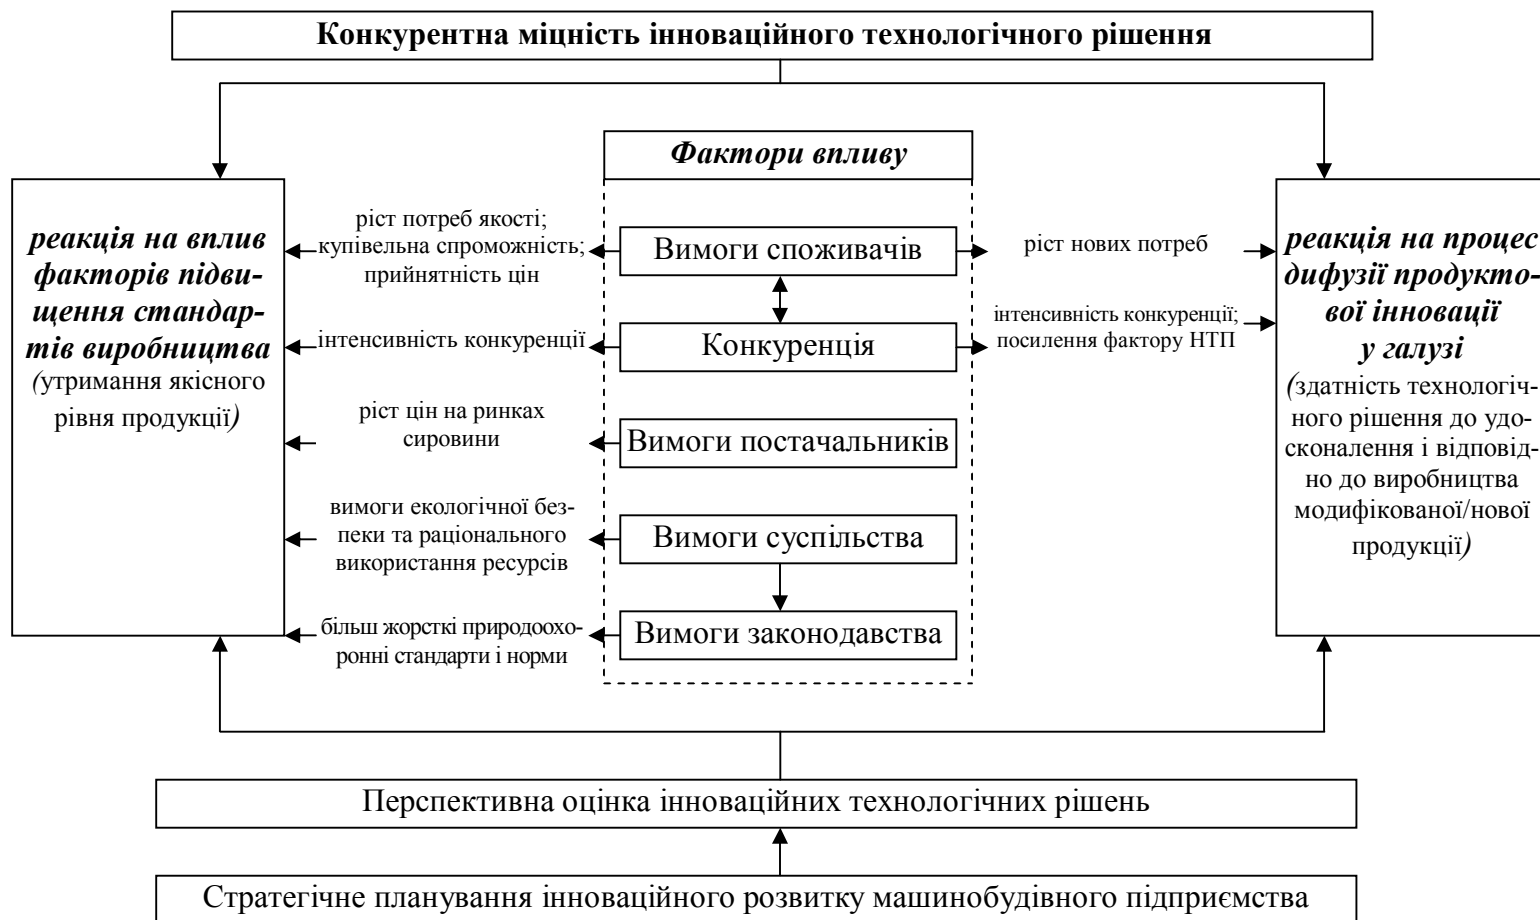 Конкурентна міцність інноваційного технологічного рішення
Фактори впливу
реакція на вплив
факторів підви-
щення стандар-
тів виробництва
(утримання якісного
рівня продукції)
ріст потреб якості;
купівельна спроможність;
прийнятність цін
Вимоги споживачів
ріст нових потреб
інтенсивність конкуренції
Конкуренція
інтенсивність конкуренції;
посилення фактору НТП
ріст цін на ринках
сировини
Вимоги постачальників
вимоги екологічної без-
пеки та раціонального
використання ресурсів
Вимоги суспільства
більш жорсткі природоохо-
ронні стандарти і норми
Вимоги законодавства
реакція на процес
дифузії продукто-
вої інновації
у галузі
(здатність технологіч-
ного рішення до удо-
сконалення і відповід-
но до виробництва
модифікованої/нової
продукції)
Перспективна оцінка інноваційних технологічних рішень
Стратегічне планування інноваційного розвитку машинобудівного підприємства